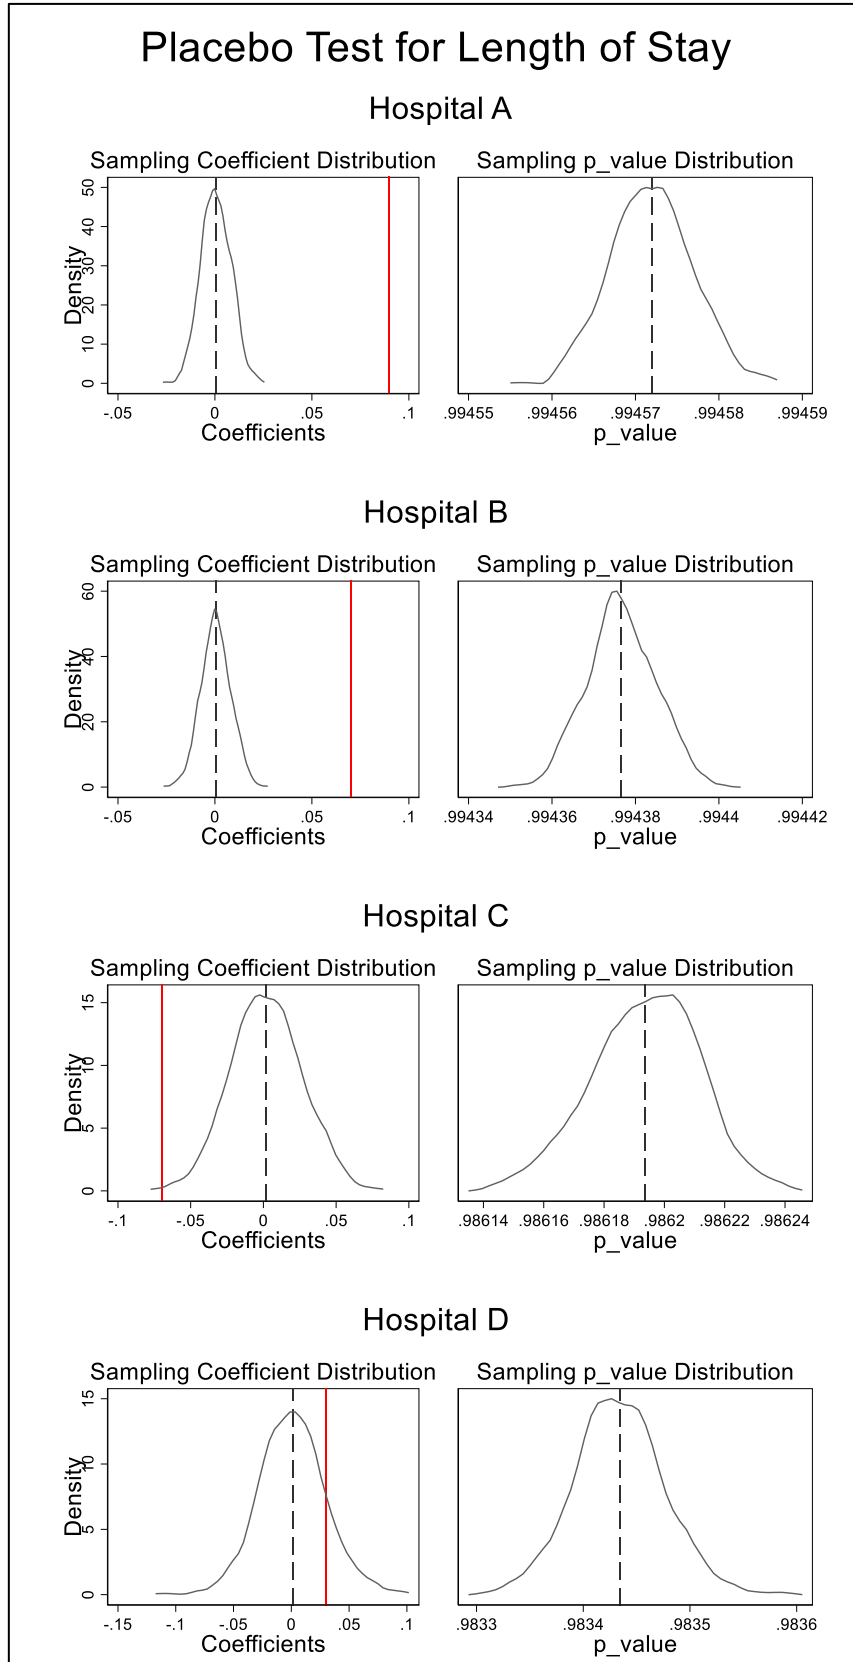 Placebo Test for Length of Stay
Hospital A
Sampling Coefficient Distribution
Density
0 10 20 30 40 50
-.05 0 .05 .1
Coefficients
Sampling p_value Distribution
.99455 .99456 .99457 .99458 .99459
p_value
Hospital B
Sampling Coefficient Distribution
Density
0 20 40 60
-.05 0 .05 .1
Coefficients
Sampling p_value Distribution
.99434 .99436 .99438 .9944 .99442
p_value
Hospital C
Sampling Coefficient Distribution
Density
0 5 10 15
-.1 -.05 0 .05 .1
Coefficients
Sampling p_value Distribution
.98614 .98616 .98618 .9862 .98622 .98624
p_value
Hospital D
Sampling Coefficient Distribution
Density
0 5 10 15
-.15 -.1 -.05 0 .05 .1
Coefficients
Sampling p_value Distribution
.9833 .9834 .9835 .9836
p_value